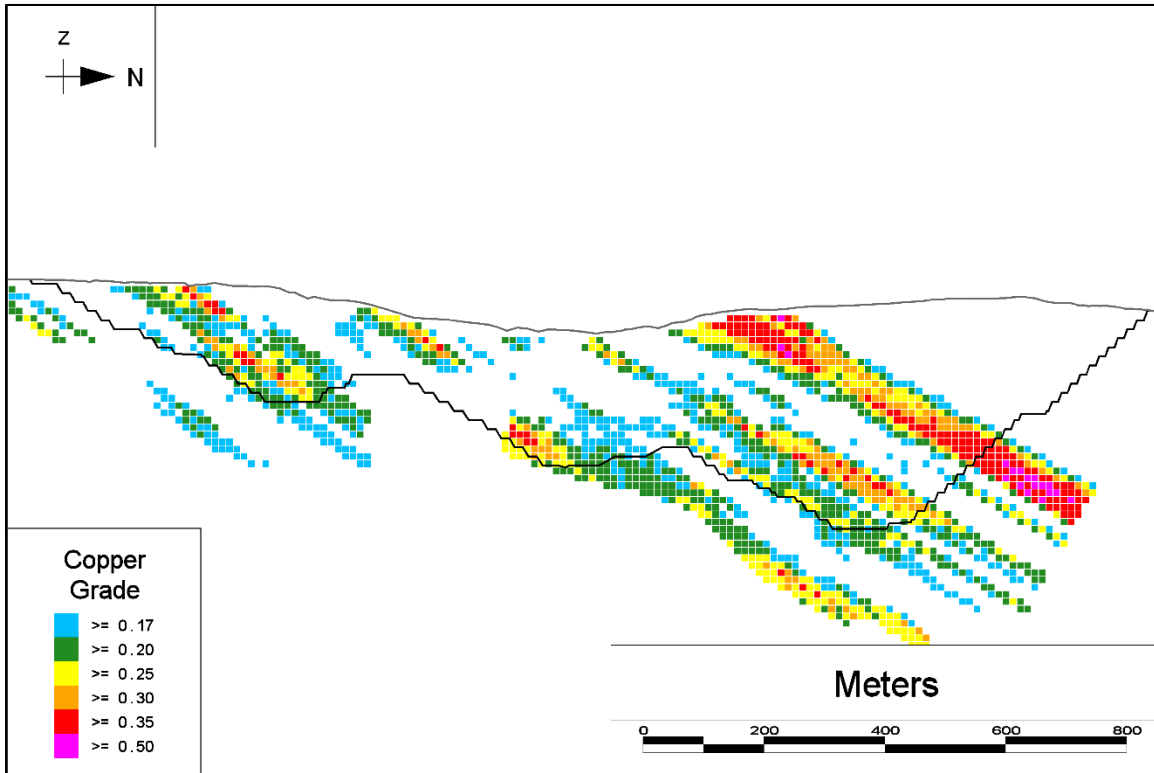 Z
N
Copper
Grade
>= 0.17
>= 0.20
>= 0.25
>= 0.30
>= 0.35
>= 0.50
Meters
0 200 400 600 800